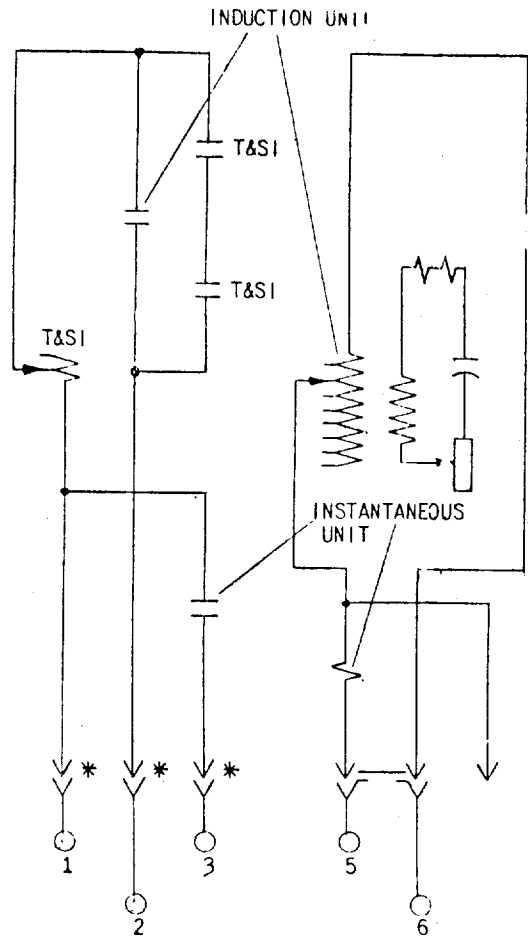 INDUCTION UNIT
T&SI
T&SI
T&SI
INSTANTANEOUS
UNIT
* * *
1 3 5
2 6